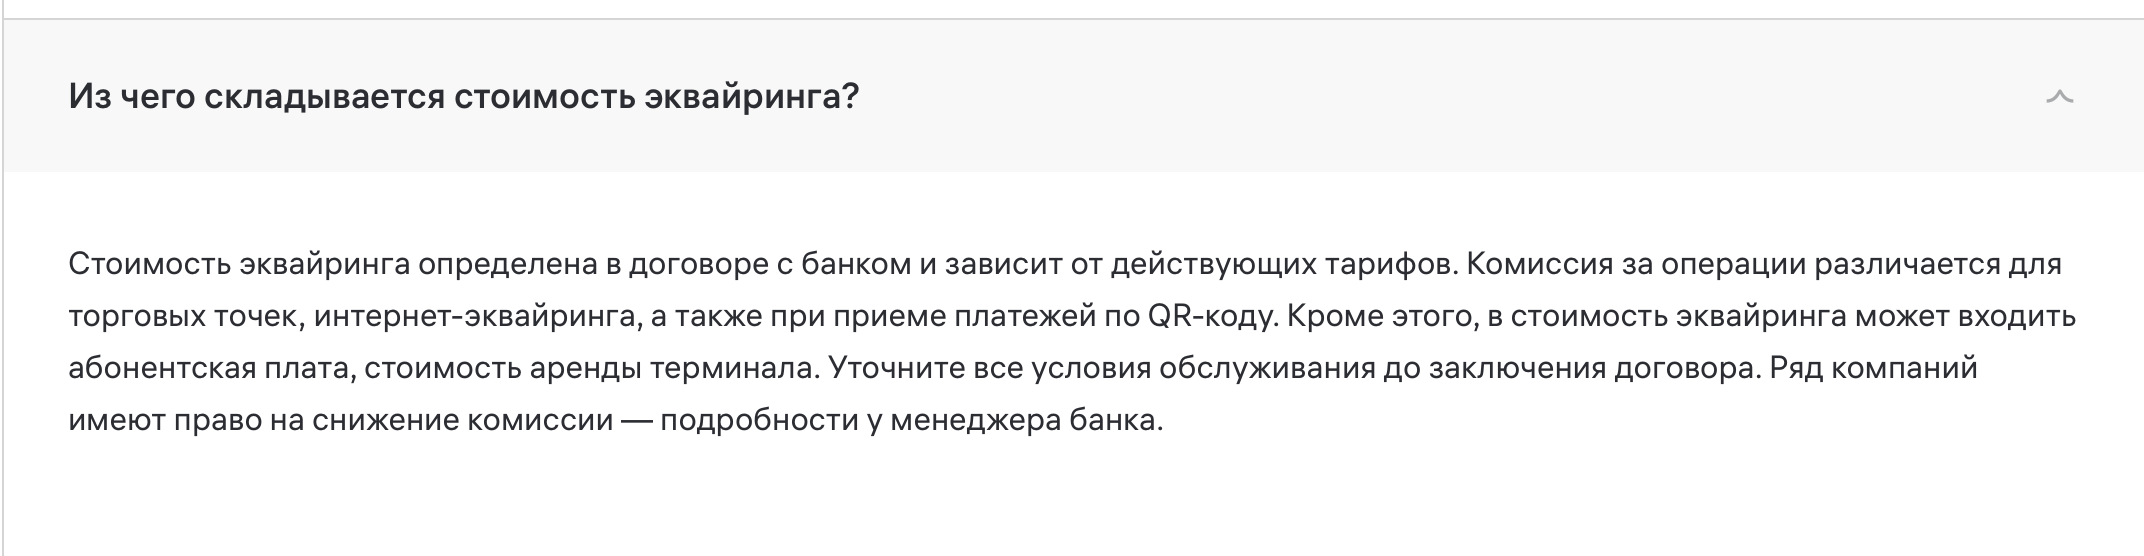 Из чего складывается стоимость эквайринга?
Стоимость эквайринга определена в договоре с банком и зависит от действующих тарифов. Комиссия за операции различается для
торговых точек, интернет-эквайринга, а также при приеме платежей по QR-коду. Кроме этого, в стоимость эквайринга может входить
абонентская плата, стоимость аренды терминала. Уточните все условия обслуживания до заключения договора. Ряд компаний
имеют право на снижение комиссии — подробности у менеджера банка.